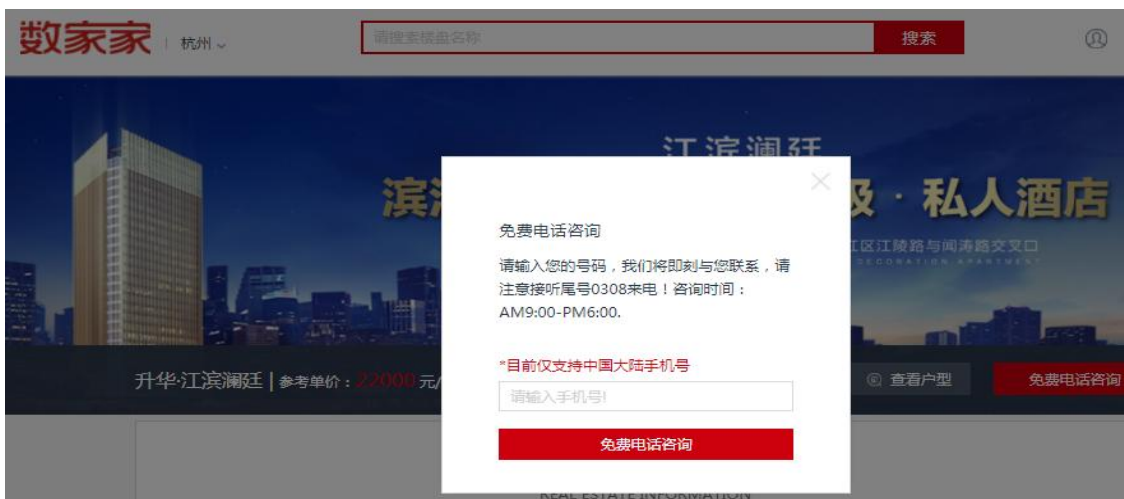 数家家
杭州
请搜索楼盘名称
搜索
江滨澜廷
级·私人酒店
江区江陵路与闻涛路交叉口
DECORATION APARTMENT
免费电话咨询
请输入您的号码，我们将即刻与您联系，请
注意接听尾号0308来电！咨询时间：
AM9:00-PM6:00.
*目前仅支持中国大陆手机号
请输入手机号!
免费电话咨询
升华·江滨澜廷 | 参考单价：22000 元/
查看户型
免费电话咨询
REAL ESTATE INFORMATION